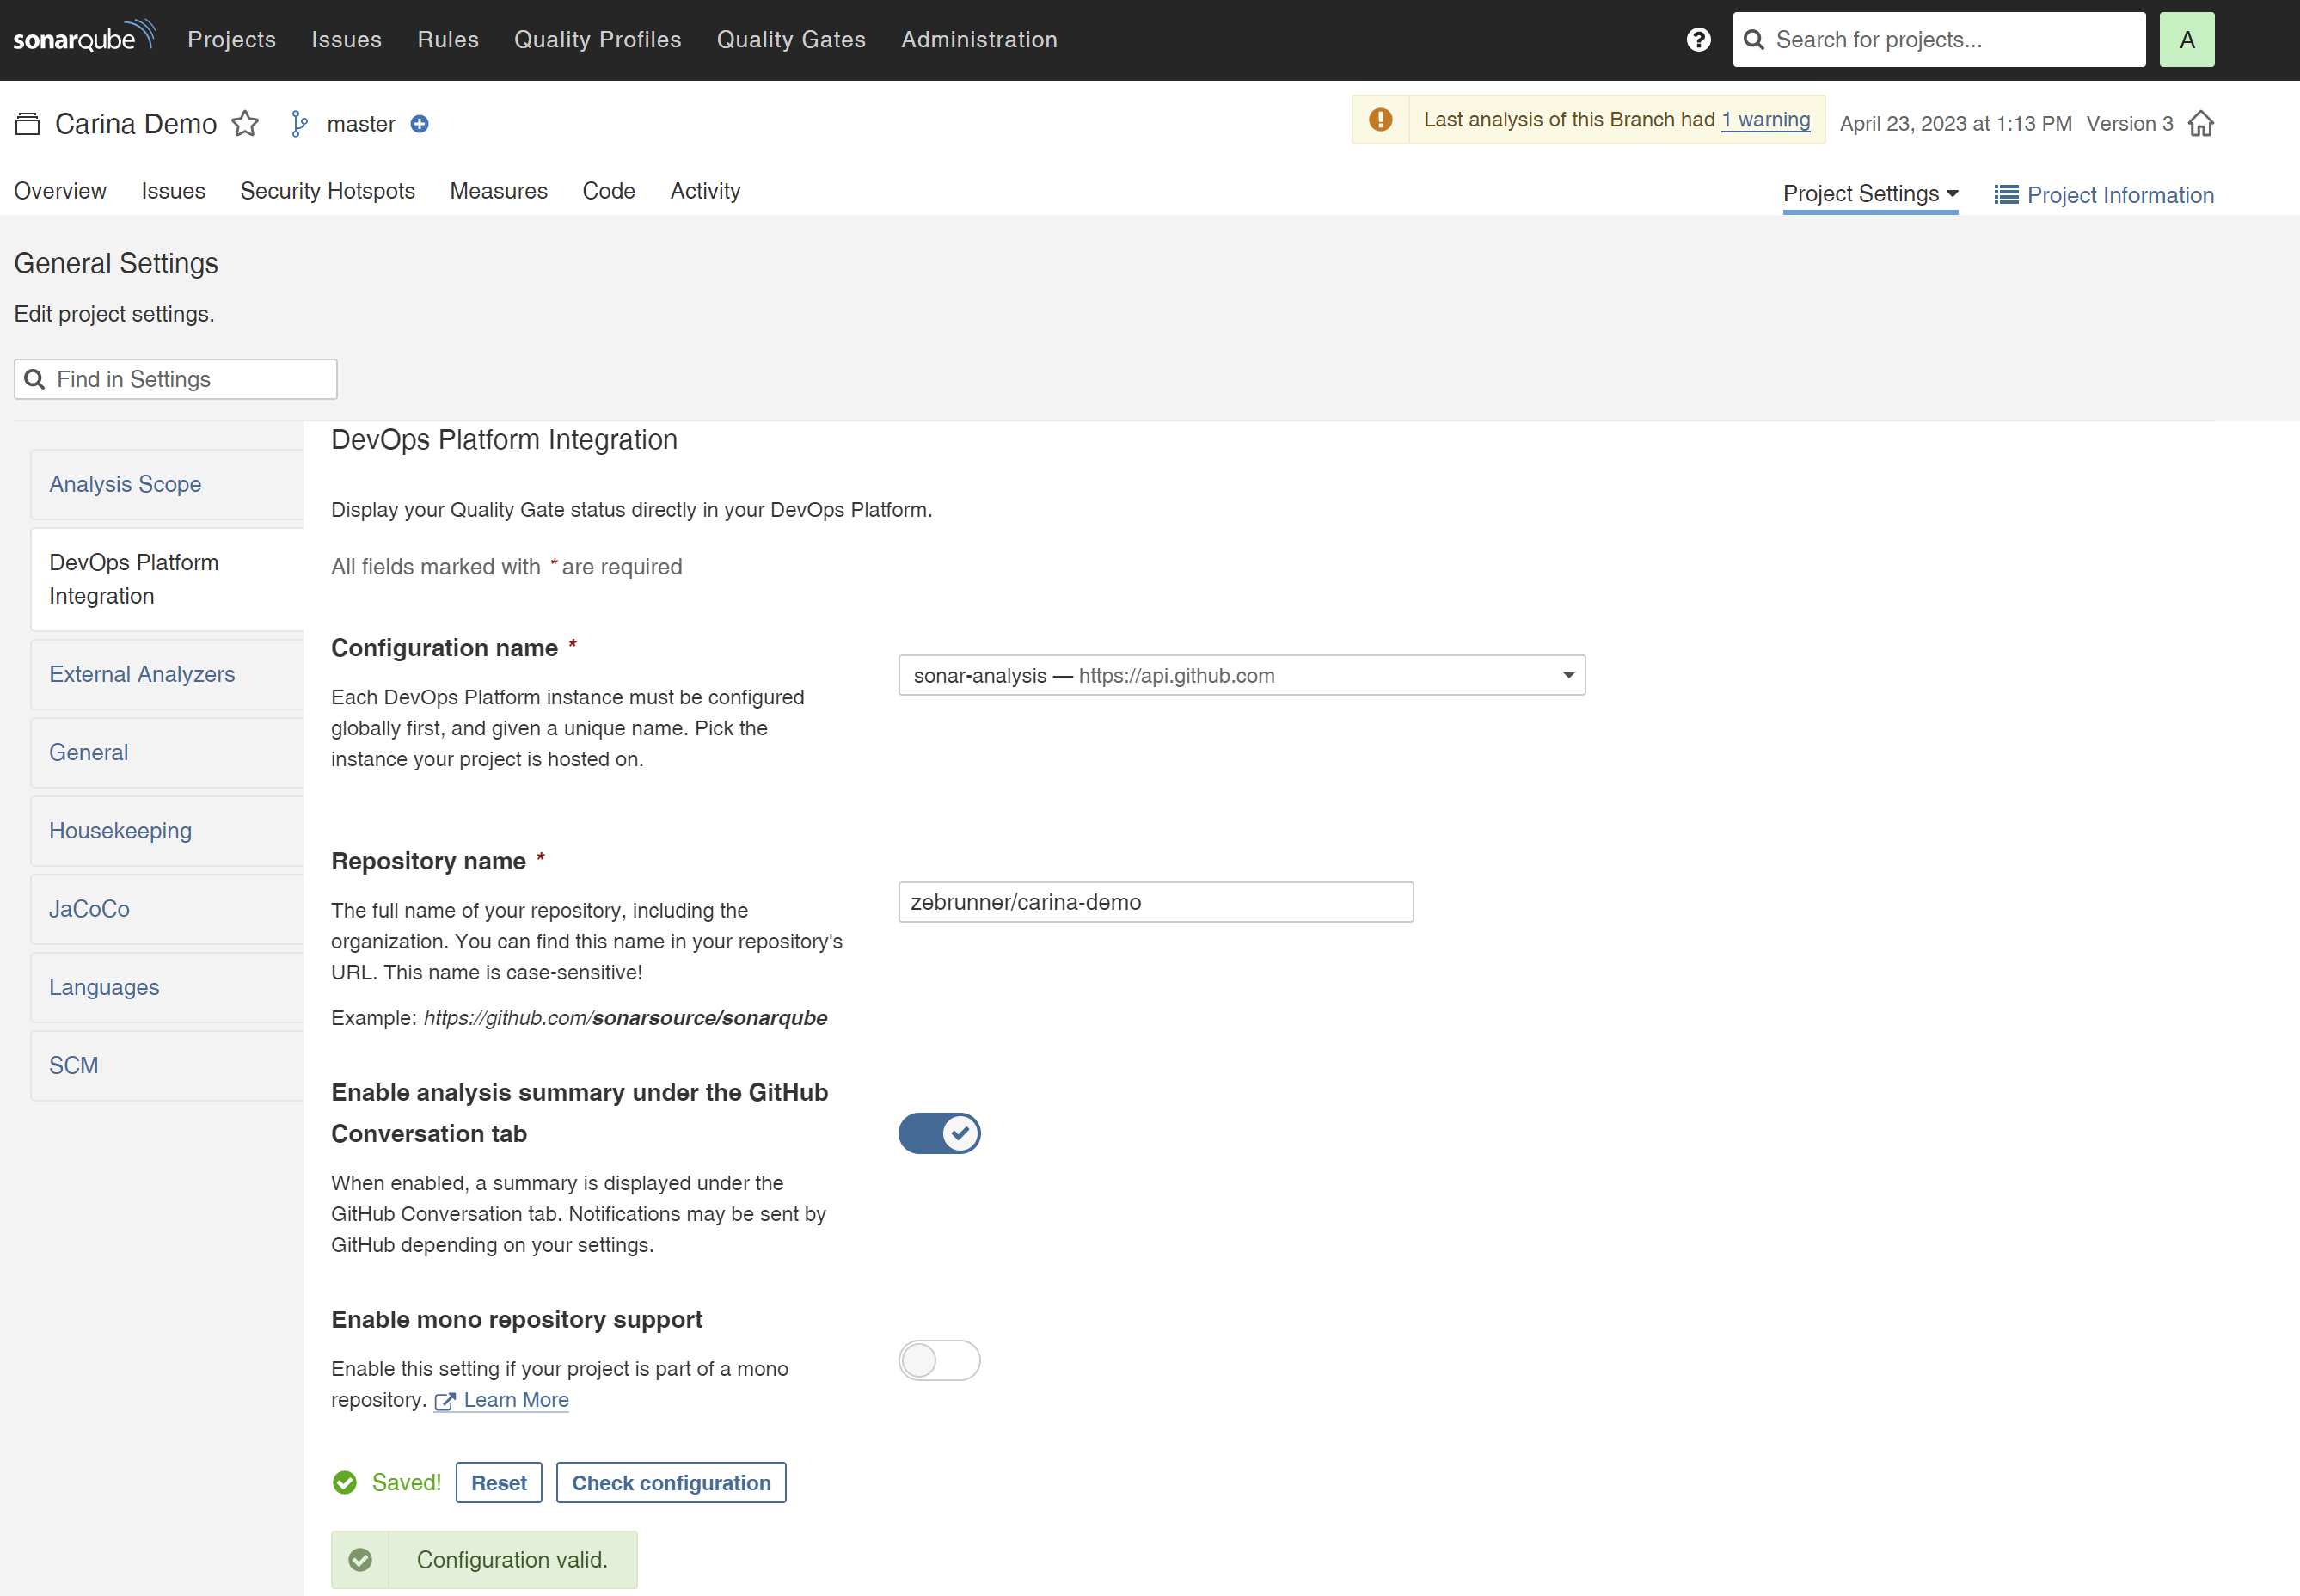 sonarqube Projects Issues Rules Quality Profiles Quality Gates Administration ? Search for projects... A
Carina Demo master Last analysis of this Branch had 1 warning April 23, 2023 at 1:13 PM Version 3
Overview Issues Security Hotspots Measures Code Activity Project Settings Project Information
General Settings
Edit project settings.
Find in Settings
Analysis Scope
DevOps Platform
Integration
External Analyzers
General
Housekeeping
JaCoCo
Languages
SCM
DevOps Platform Integration
Display your Quality Gate status directly in your DevOps Platform.
All fields marked with * are required
Configuration name *
Each DevOps Platform instance must be configured
globally first, and given a unique name. Pick the
instance your project is hosted on.
sonar-analysis — https://api.github.com
Repository name *
The full name of your repository, including the
organization. You can find this name in your repository's
URL. This name is case-sensitive!
Example: https://github.com/sonarsource/sonarqube
zebrunner/carina-demo
Enable analysis summary under the GitHub
Conversation tab
When enabled, a summary is displayed under the
GitHub Conversation tab. Notifications may be sent by
GitHub depending on your settings.
Enable mono repository support
Enable this setting if your project is part of a mono
repository. Learn More
Saved! Reset Check configuration
Configuration valid.